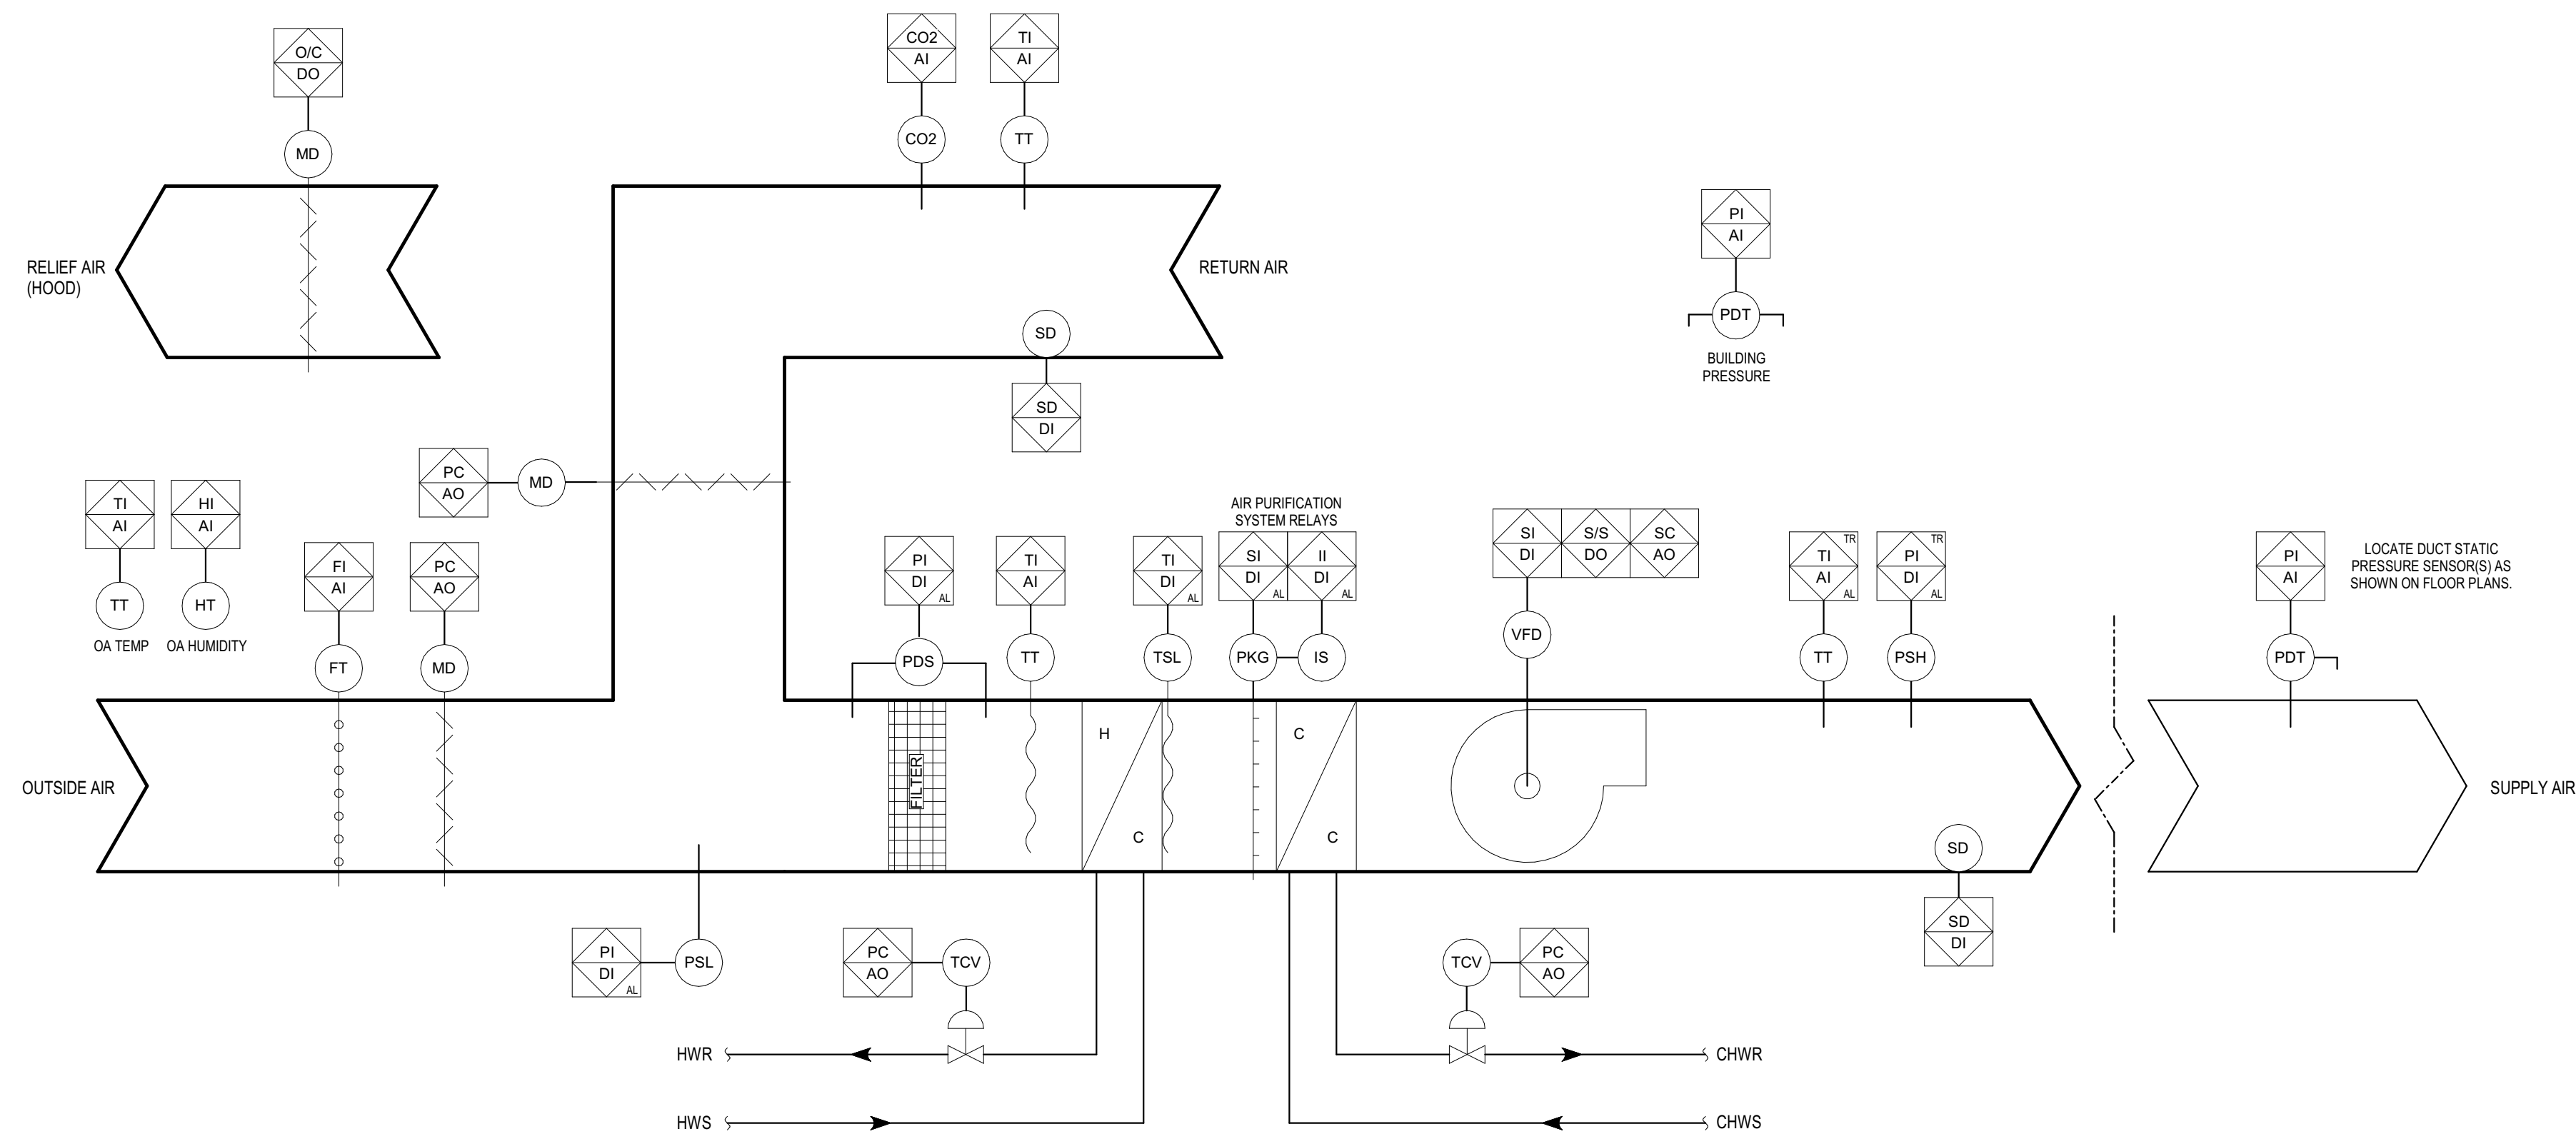 O/C
DO
MD
RELIEF AIR
(HOOD)
CO2
AI
CO2
TI
AI
TT
RETURN AIR
SD
SD
DI
PI
AI
PDT
BUILDING
PRESSURE
PC
AO
MD
TI
AI
TT
OA TEMP
HI
AI
HT
OA HUMIDITY
FI
AI
FT
PC
AO
MD
PI
DI
AL
PDS
TI
AI
TT
TI
DI
AL
TSL
AIR PURIFICATION
SYSTEM RELAYS
SI
DI
AL
II
DI
AL
PKG
IS
SI
DI
S/S
DO
SC
AO
VFD
TR
TI
AI
AL
TT
TR
PI
DI
AL
PSH
PI
AI
PDT
LOCATE DUCT STATIC
PRESSURE SENSOR(S) AS
SHOWN ON FLOOR PLANS.
OUTSIDE AIR
FILTER
H
C
C
C
SD
SD
DI
SUPPLY AIR
PI
DI
AL
PSL
PC
AO
TCV
TCV
PC
AO
HWR
CHWR
HWS
CHWS